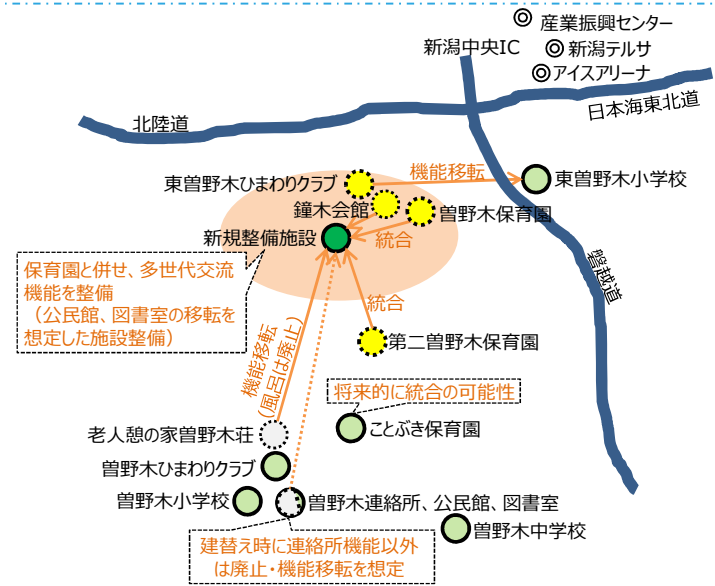 産業振興センター
新潟中央IC
新潟テルサ
アイスアリーナ
日本海東北道
北陸道
機能移転
東曽野木ひまわりクラブ
東曽野木小学校
鐘木会館
曽野木保育園
新規整備施設
統合
磐越道
保育園と併せ、多世代交流
機能を整備
（公民館、図書室の移転を
想定した施設整備）
統合
第二曽野木保育園
機能移転
（風呂は廃止）
将来的に統合の可能性
老人憩の家曽野木荘
ことぶき保育園
曽野木ひまわりクラブ
曽野木小学校
曽野木連絡所、公民館、図書室
曽野木中学校
建替え時に連絡所機能以外
は廃止・機能移転を想定